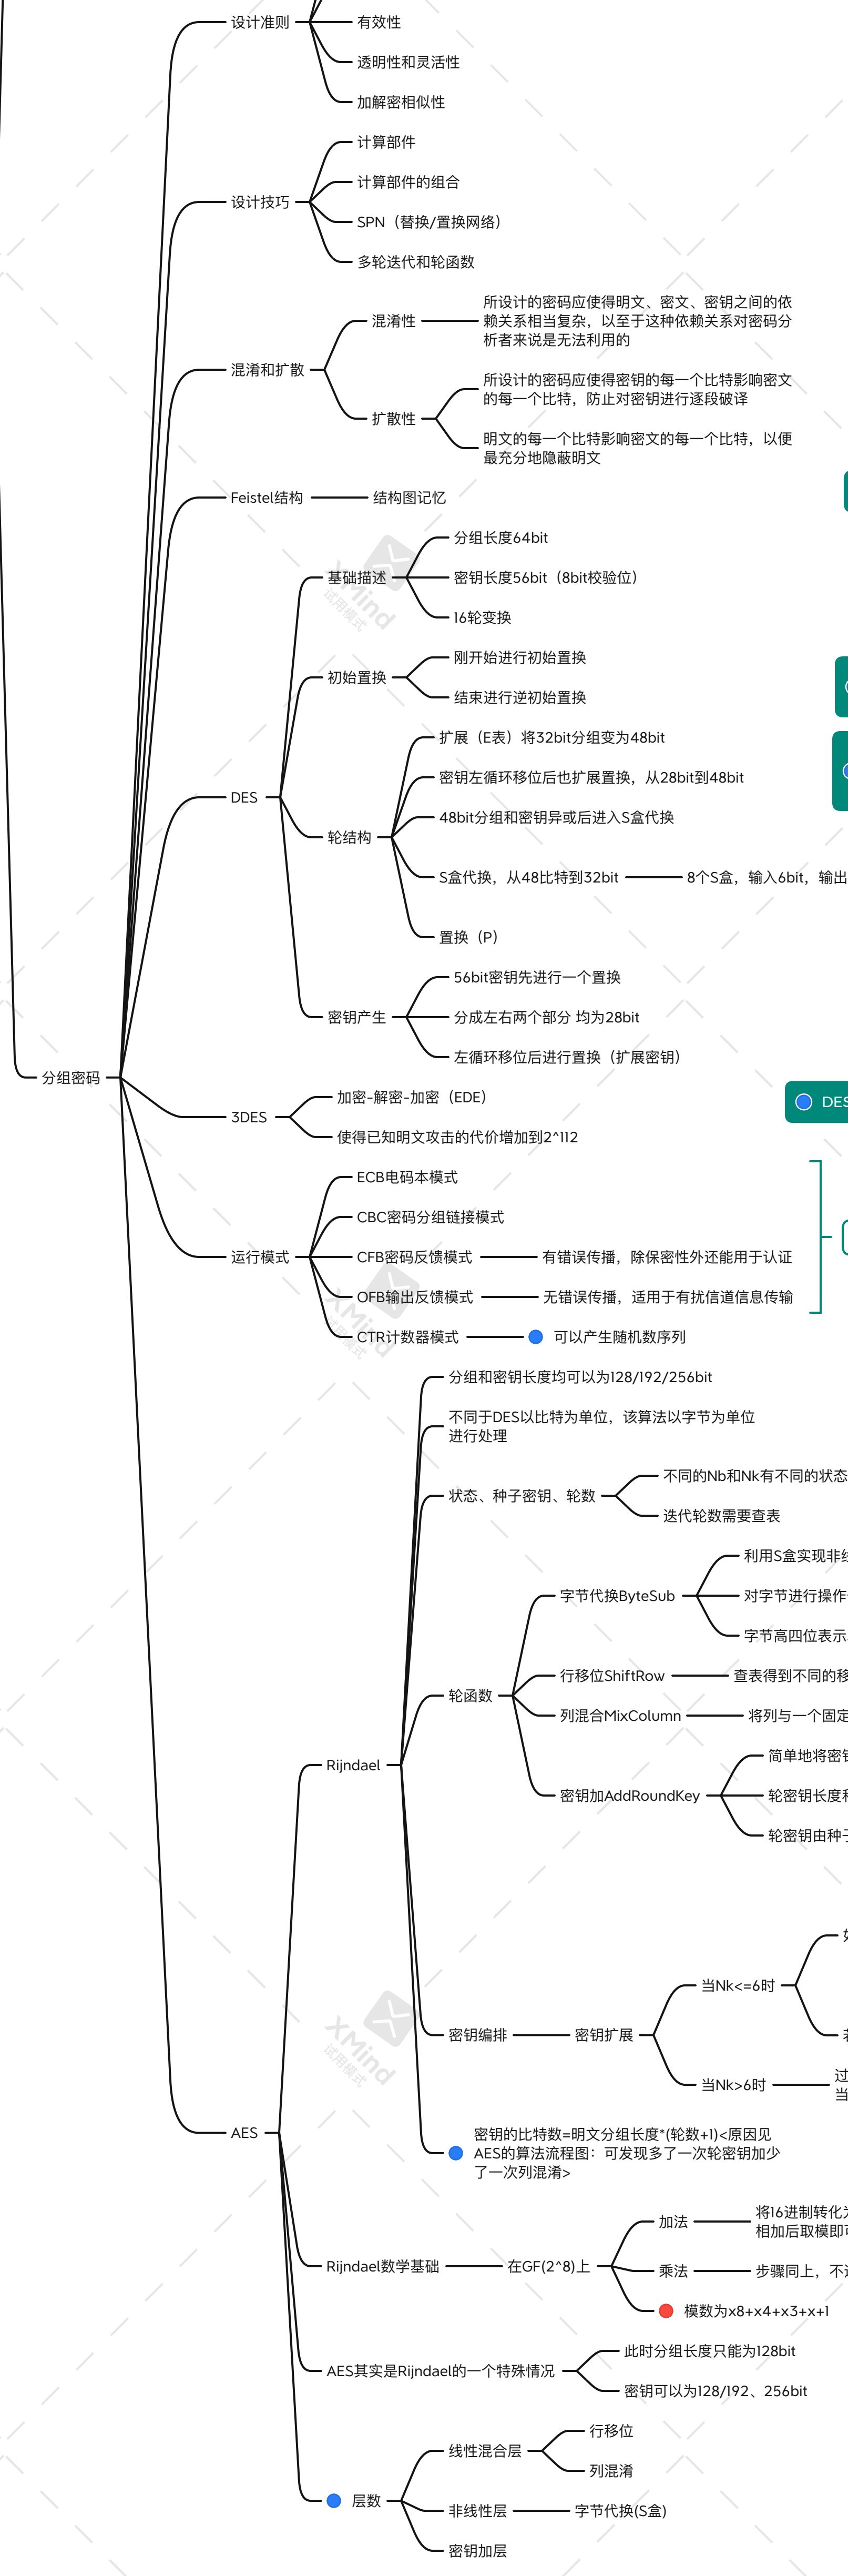 设计准则
有效性
透明性和灵活性
加解密相似性
设计技巧
计算部件
计算部件的组合
SPN（替换/置换网络）
多轮迭代和轮函数
混淆和扩散
混淆性
所设计的密码应使得明文、密文、密钥之间的依
赖关系相当复杂，以至于这种依赖关系对密码分
析者来说是无法利用的
扩散性
所设计的密码应使得密钥的每一个比特影响密文
的每一个比特，防止对密钥进行逐段破译
明文的每一个比特影响密文的每一个比特，以便
最充分地隐蔽明文
Feistel结构
结构图记忆
分组密码
DES
基础描述
分组长度64bit
密钥长度56bit（8bit校验位）
16轮变换
初始置换
刚开始进行初始置换
结束进行逆初始置换
轮结构
扩展（E表）将32bit分组变为48bit
密钥左循环移位后也扩展置换，从28bit到48bit
48bit分组和密钥异或后进入S盒代换
S盒代换，从48比特到32bit
8个S盒，输入6bit，输出
置换（P）
密钥产生
56bit密钥先进行一个置换
分成左右两个部分 均为28bit
左循环移位后进行置换（扩展密钥）
3DES
加密-解密-加密（EDE）
使得已知明文攻击的代价增加到2^112
DES
运行模式
ECB电码本模式
CBC密码分组链接模式
CFB密码反馈模式
有错误传播，除保密性外还能用于认证
OFB输出反馈模式
无错误传播，适用于有扰信道信息传输
CTR计数器模式
可以产生随机数序列
AES
Rijndael
分组和密钥长度均可以为128/192/256bit
不同于DES以比特为单位，该算法以字节为单位
进行处理
状态、种子密钥、轮数
不同的Nb和Nk有不同的状态
迭代轮数需要查表
轮函数
字节代换ByteSub
利用S盒实现非线
对字节进行操作
字节高四位表示
行移位ShiftRow
查表得到不同的移
列混合MixColumn
将列与一个固定
密钥加AddRoundKey
简单地将密钥
轮密钥长度和
轮密钥由种子
密钥编排
密钥扩展
当Nk<=6时
当Nk>6时
过
当
密钥的比特数=明文分组长度*(轮数+1)<原因见
AES的算法流程图：可发现多了一次轮密钥加少
了一次列混淆>
Rijndael数学基础
在GF(2^8)上
加法
将16进制转化为
相加后取模即可
乘法
步骤同上，不过
模数为x8+x4+x3+x+1
AES其实是Rijndael的一个特殊情况
此时分组长度只能为128bit
密钥可以为128/192、256bit
层数
线性混合层
行移位
列混淆
非线性层
字节代换(S盒)
密钥加层
XMind
试用模式
XMind
试用模式
XMind
试用模式